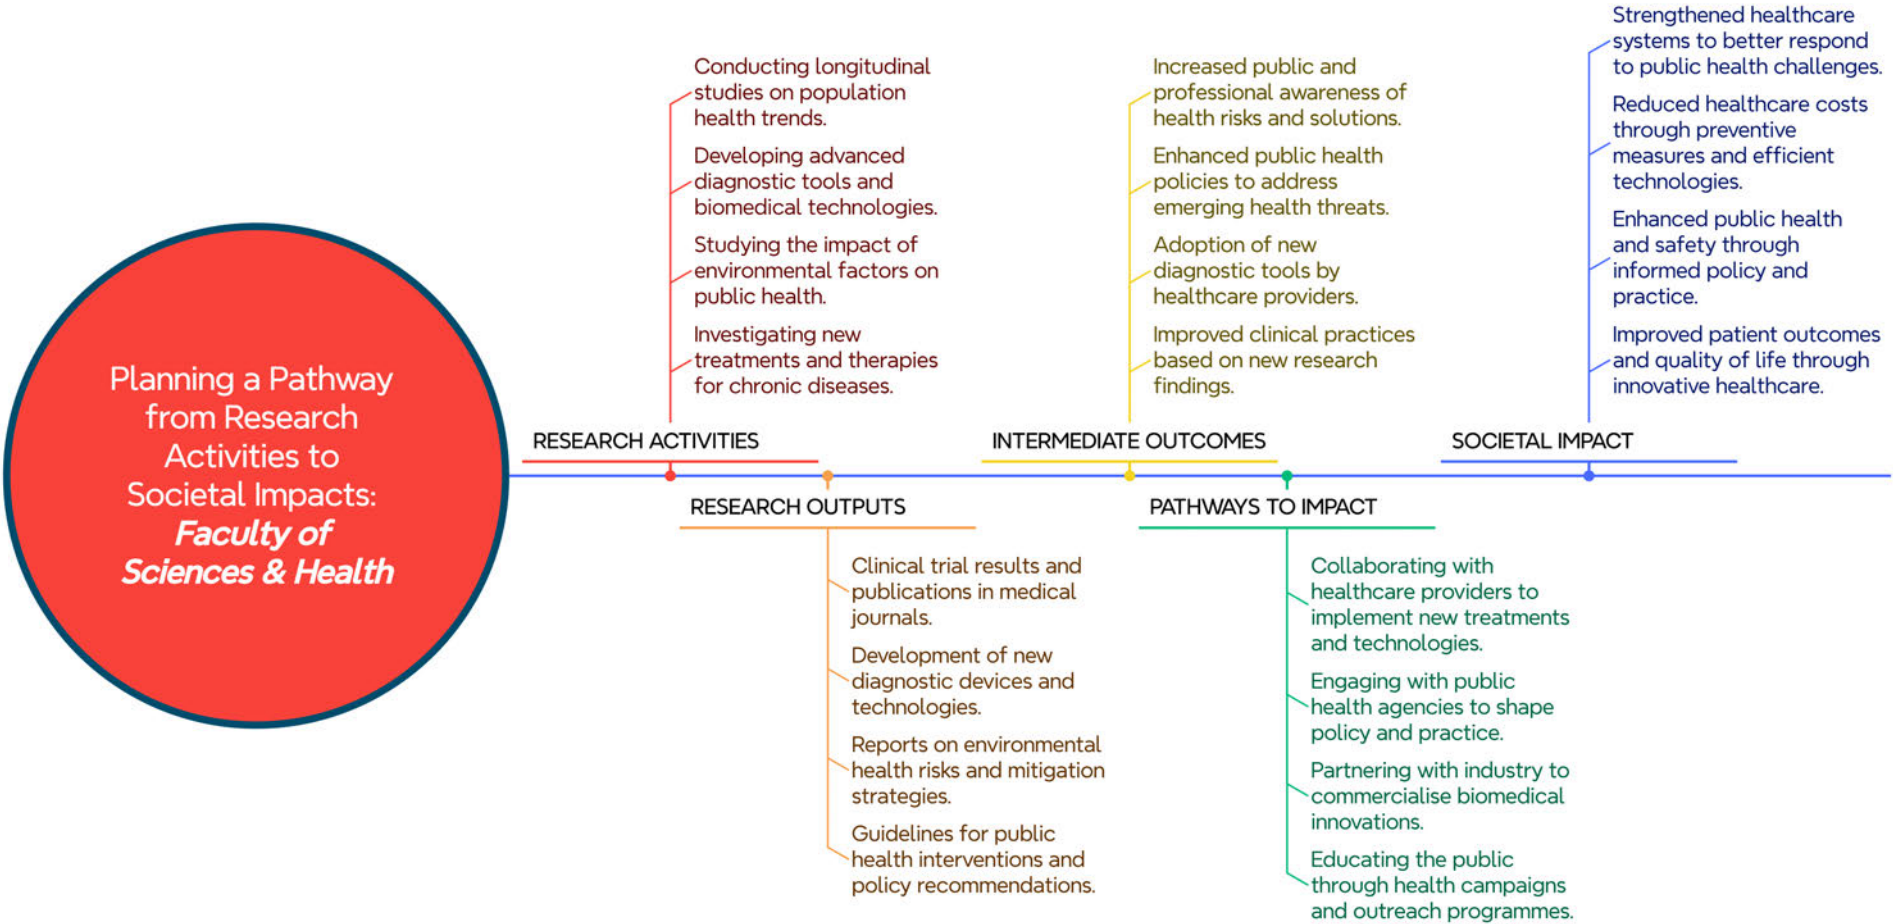 Planning a Pathway
from Research
Activities to
Societal Impacts:
Faculty of
Sciences & Health
Conducting longitudinal
studies on population
health trends.
Developing advanced
diagnostic tools and
biomedical technologies.
Studying the impact of
environmental factors on
public health.
Investigating new
treatments and therapies
for chronic diseases.
RESEARCH ACTIVITIES
RESEARCH OUTPUTS
Clinical trial results and
publications in medical
journals.
Development of new
diagnostic devices and
technologies.
Reports on environmental
health risks and mitigation
strategies.
Guidelines for public
health interventions and
policy recommendations.
Increased public and
professional awareness of
health risks and solutions.
Enhanced public health
policies to address
emerging health threats.
Adoption of new
diagnostic tools by
healthcare providers.
Improved clinical practices
based on new research
findings.
INTERMEDIATE OUTCOMES
PATHWAYS TO IMPACT
Collaborating with
healthcare providers to
implement new treatments
and technologies.
Engaging with public
health agencies to shape
policy and practice.
Partnering with industry to
commercialise biomedical
innovations.
Educating the public
through health campaigns
and outreach programmes.
Strengthened healthcare
systems to better respond
to public health challenges.
Reduced healthcare costs
through preventive
measures and efficient
technologies.
Enhanced public health
and safety through
informed policy and
practice.
Improved patient outcomes
and quality of life through
innovative healthcare.
SOCIETAL IMPACT